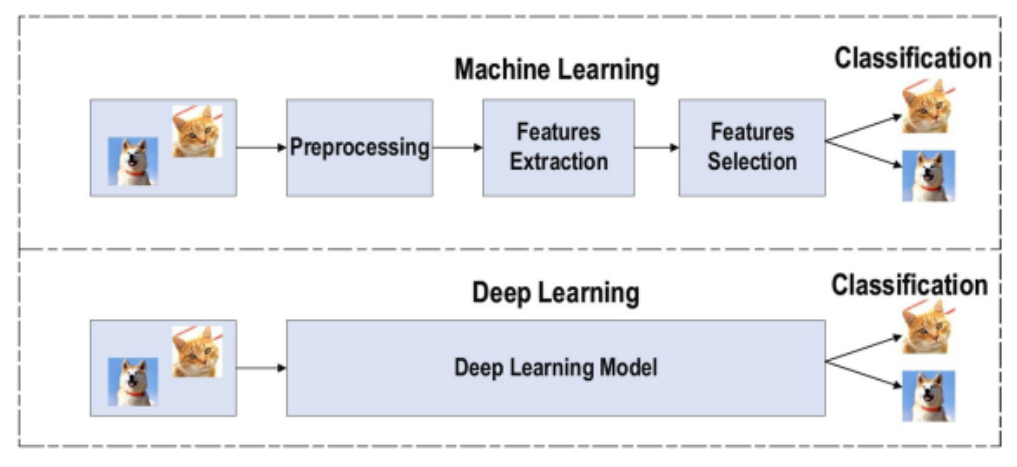 Machine Learning
Classification
Preprocessing
Features
Extraction
Features
Selection
Deep Learning
Classification
Deep Learning Model